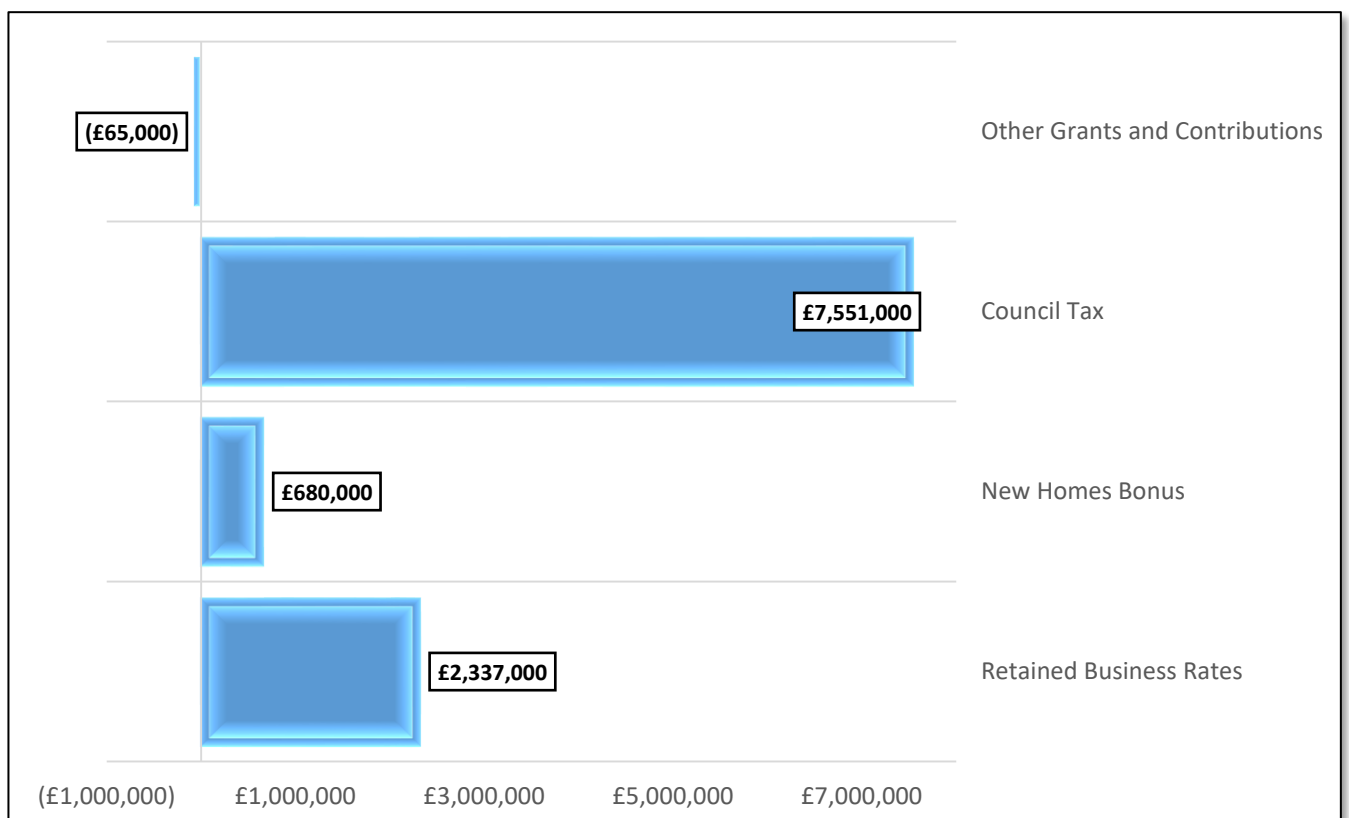 (£65,000)
Other Grants and Contributions
£7,551,000
Council Tax
£680,000
New Homes Bonus
£2,337,000
Retained Business Rates
(£1,000,000) £1,000,000 £3,000,000 £5,000,000 £7,000,000